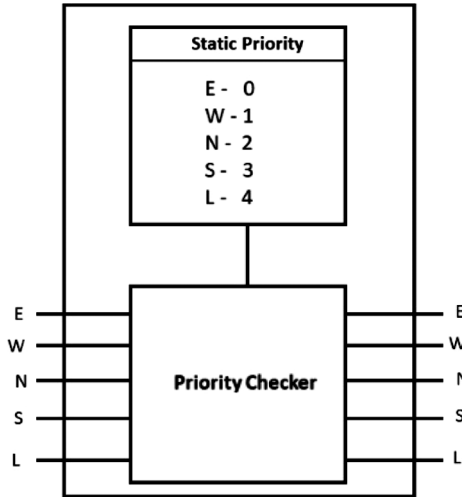 Static Priority
E - 0
W - 1
N - 2
S - 3
L - 4
E
W
N
S
L
Priority Checker
E
W
N
S
L